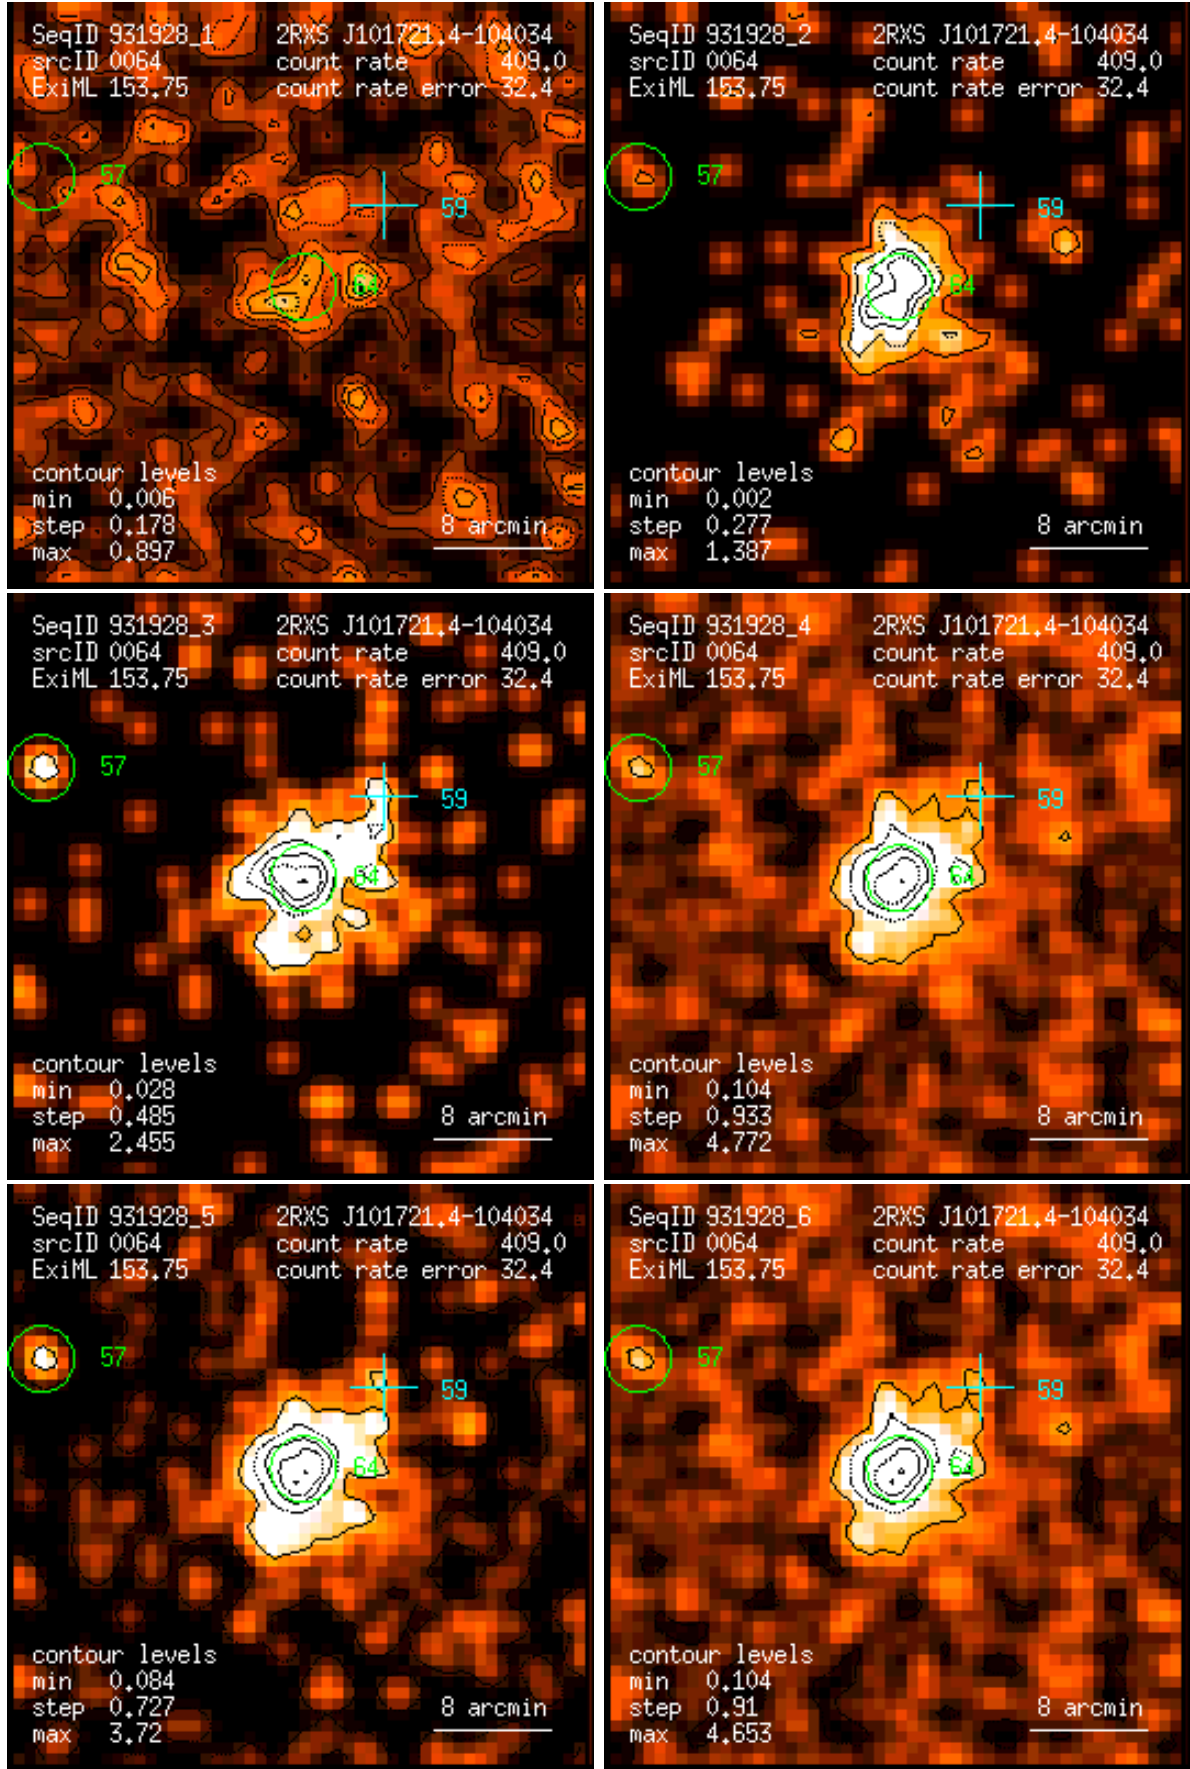 SeqID 931928_1 2RXS J101721.4-104034
srcID 0064 count rate 409.0
ExiML 153.75 count rate error 32.4
57
59
64
contour levels
min 0.006
step 0.178 8 arcmin
max 0.897
SeqID 931928_2 2RXS J101721.4-104034
srcID 0064 count rate 409.0
ExiML 153.75 count rate error 32.4
57
59
64
contour levels
min 0.002
step 0.277 8 arcmin
max 1.387
SeqID 931928_3 2RXS J101721.4-104034
srcID 0064 count rate 409.0
ExiML 153.75 count rate error 32.4
57
59
64
contour levels
min 0.028
step 0.485 8 arcmin
max 2.455
SeqID 931928_4 2RXS J101721.4-104034
srcID 0064 count rate 409.0
ExiML 153.75 count rate error 32.4
57
59
64
contour levels
min 0.104
step 0.933 8 arcmin
max 4.772
SeqID 931928_5 2RXS J101721.4-104034
srcID 0064 count rate 409.0
ExiML 153.75 count rate error 32.4
57
59
64
contour levels
min 0.084
step 0.727 8 arcmin
max 3.72
SeqID 931928_6 2RXS J101721.4-104034
srcID 0064 count rate 409.0
ExiML 153.75 count rate error 32.4
57
59
64
contour levels
min 0.104
step 0.91 8 arcmin
max 4.653